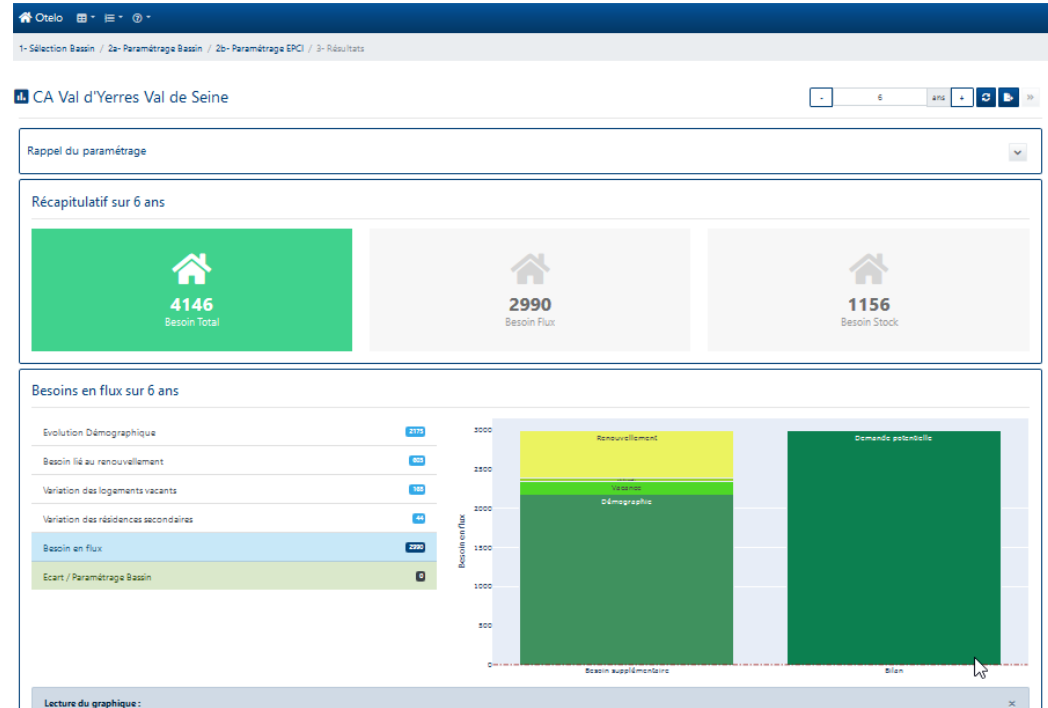 Otelo
1- Sélection Bassin / 2a- Paramétrage Bassin / 2b- Paramétrage EPCI / 3- Résultats
CA Val d'Yerres Val de Seine
- 6 ans + »
Rappel du paramétrage
Récapitulatif sur 6 ans
4146
Besoin Total
2990
Besoin Flux
1156
Besoin Stock
Besoins en flux sur 6 ans
Evolution Démographique 2175
Besoin lié au renouvellement 603
Variation des logements vacants 168
Variation des résidences secondaires 44
Besoin en flux 2990
Ecart / Paramétrage Bassin 0
Besoin en flux
3000
2500
2000
1500
1000
500
0
Renouvellement
Vacance
Démographie
Demande potentielle
Besoin supplémentaire
Bilan
Lecture du graphique : ×